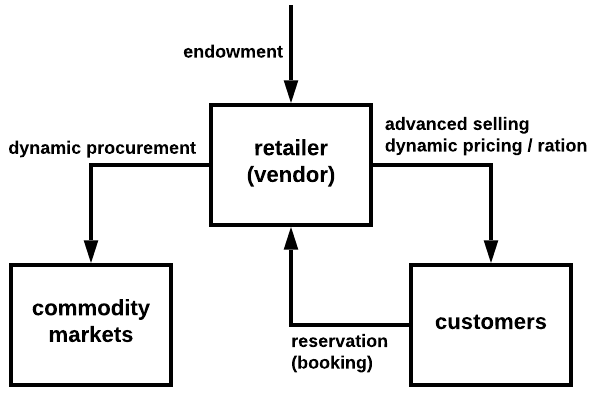 endowment
advanced selling
dynamic pricing / ration
dynamic procurement
retailer
(vendor)
commodity
markets
customers
reservation
(booking)